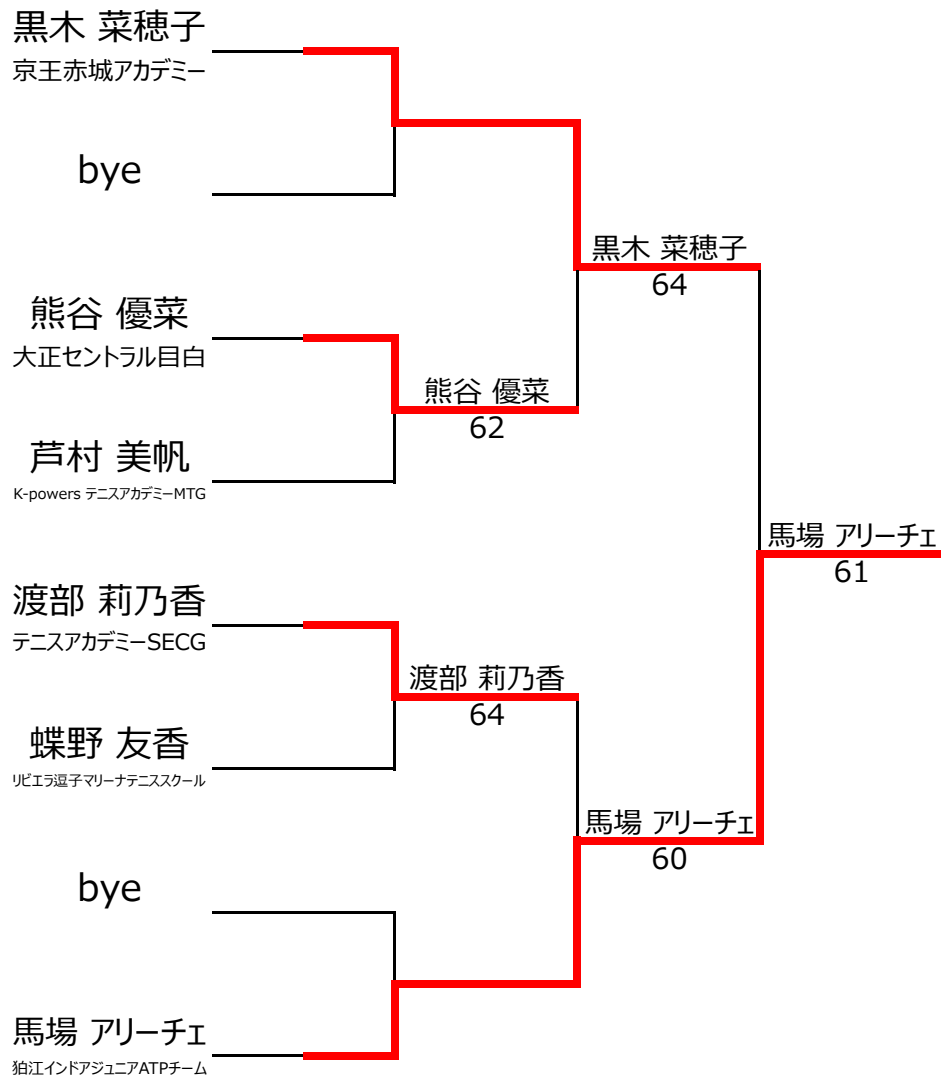 黒木 菜穂子
京王赤城アカデミー
bye
熊谷 優菜
大正セントラル目白
芦村 美帆
K-powers テニスアカデミーMTG
渡部 莉乃香
テニスアカデミーSECG
蝶野 友香
リビエラ逗子マリーナテニススクール
bye
馬場 アリーチェ
狛江インドアジュニアATPチーム
熊谷 優菜
62
渡部 莉乃香
64
黒木 菜穂子
64
馬場 アリーチェ
60
馬場 アリーチェ
61